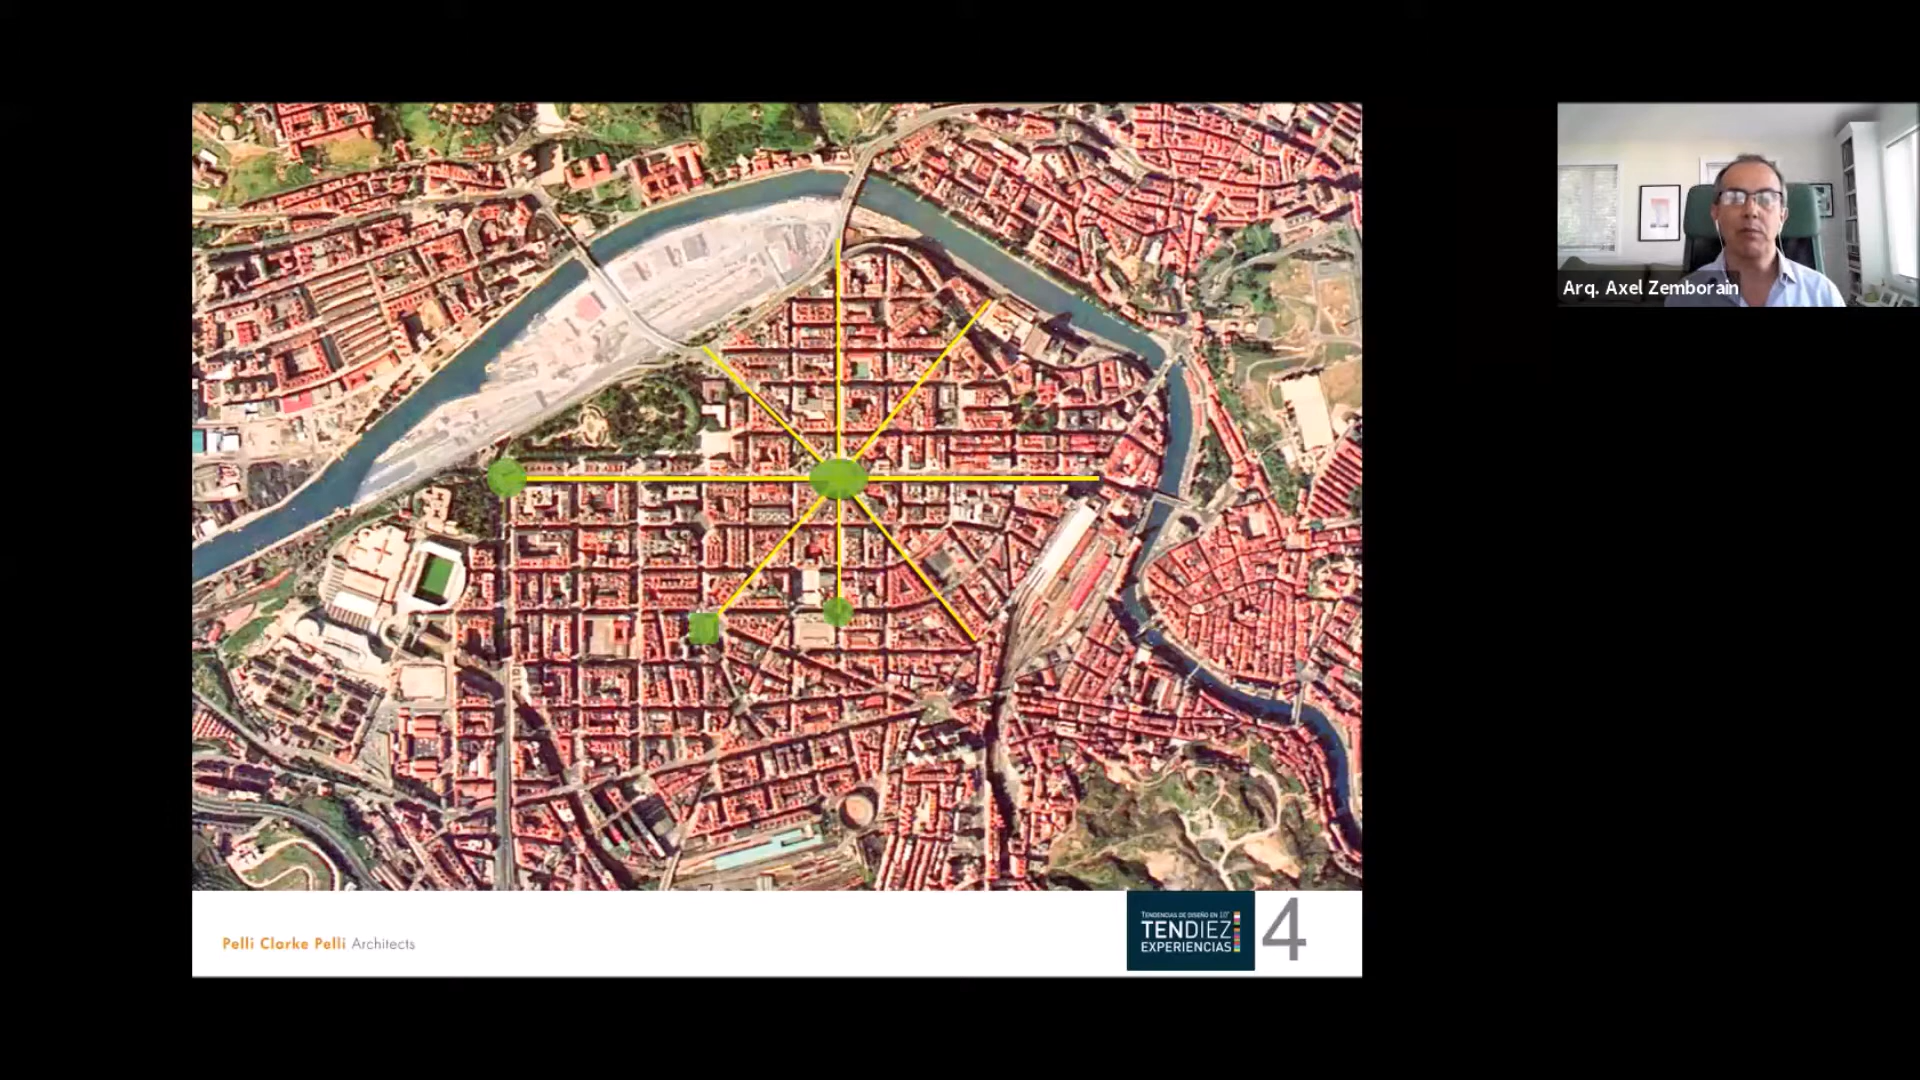 Arq. Axel Zemborain
Pelli Clarke Pelli Architects
TENDENCIAS DE DISEÑO EN 10"
TENDIEZ
EXPERIENCIAS
4